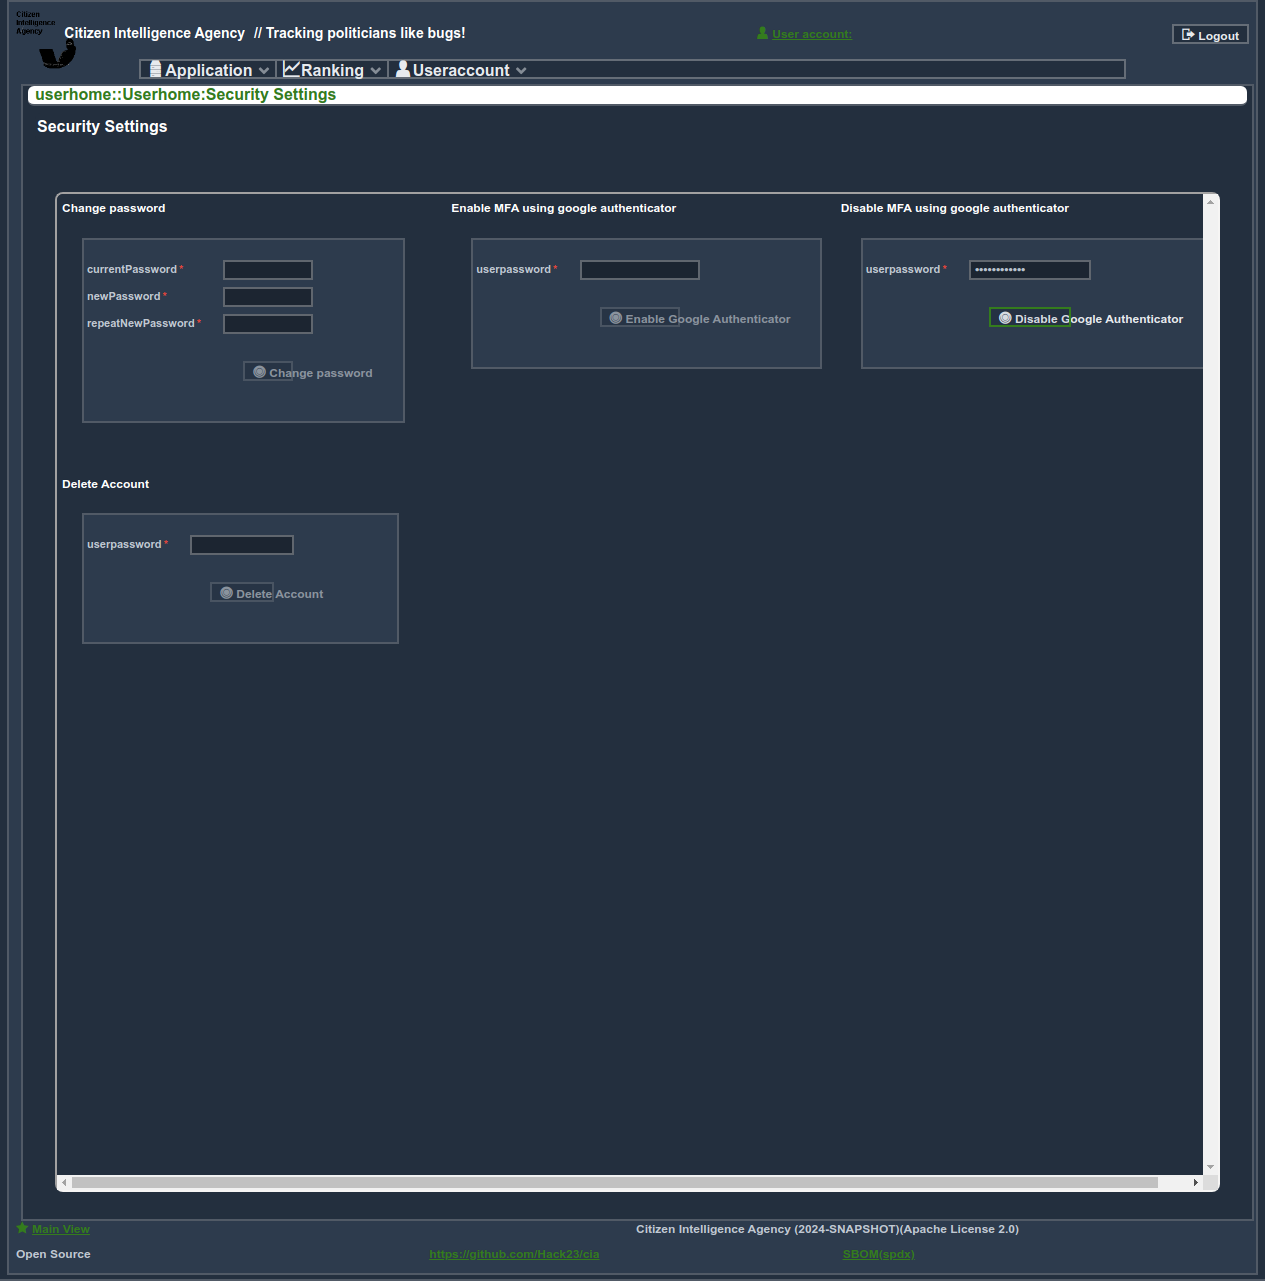 Citizen
Intelligence
Agency
Citizen Intelligence Agency // Tracking politicians like bugs!
User account:
Logout
Application
Ranking
Useraccount
userhome::Userhome:Security Settings
Security Settings
Change password
Enable MFA using google authenticator
Disable MFA using google authenticator
currentPassword *
newPassword *
repeatNewPassword *
Change password
userpassword *
Enable Google Authenticator
userpassword *
••••••••••••
Disable Google Authenticator
Delete Account
userpassword *
Delete Account
Main View
Citizen Intelligence Agency (2024-SNAPSHOT)(Apache License 2.0)
Open Source
https://github.com/Hack23/cia
SBOM(spdx)